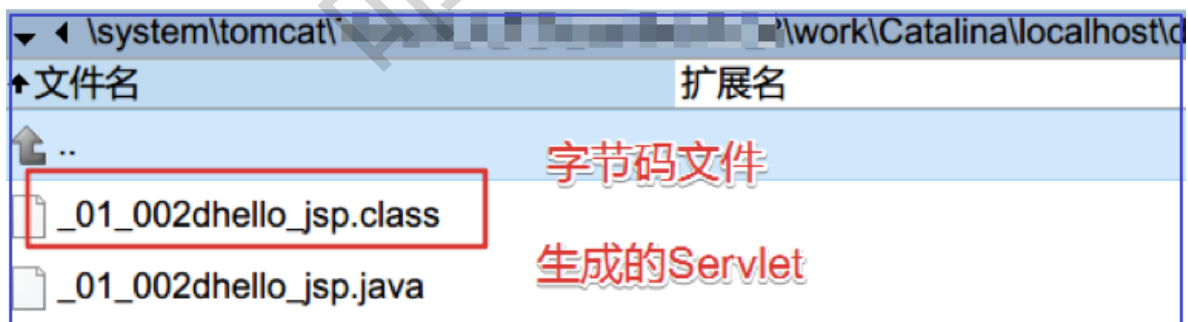 \system\tomcat\ \work\Catalina\localhost\
文件名 扩展名
..
字节码文件
_01_002dhello_jsp.class
生成的Servlet
_01_002dhello_jsp.java